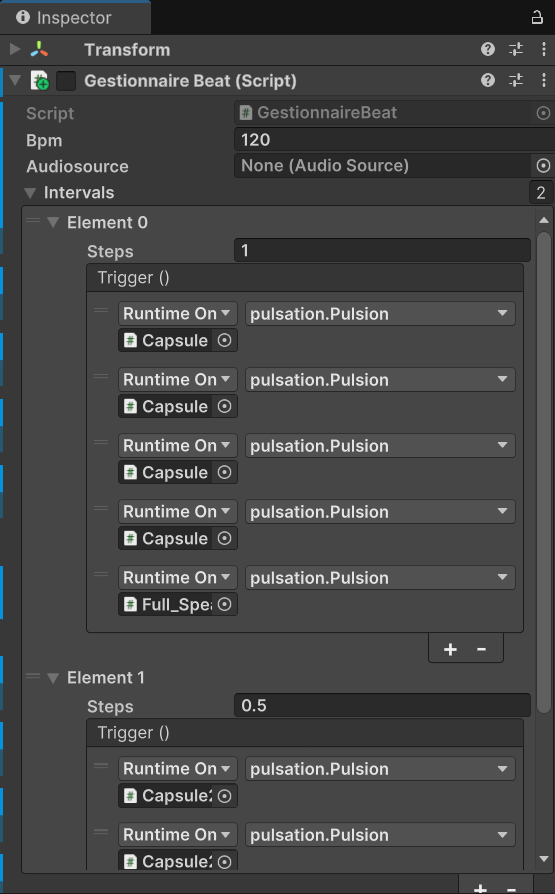 Inspector
Transform
Gestionnaire Beat (Script)
Script GestionnaireBeat
Bpm 120
Audiosource None (Audio Source)
Intervals 2
Element 0
Steps 1
Trigger ()
Runtime On pulsation.Pulsion
Capsule
Runtime On pulsation.Pulsion
Capsule
Runtime On pulsation.Pulsion
Capsule
Runtime On pulsation.Pulsion
Capsule
Runtime On pulsation.Pulsion
Full_Spea
+ -
Element 1
Steps 0.5
Trigger ()
Runtime On pulsation.Pulsion
Capsule2
Runtime On pulsation.Pulsion
Capsule2
+ -